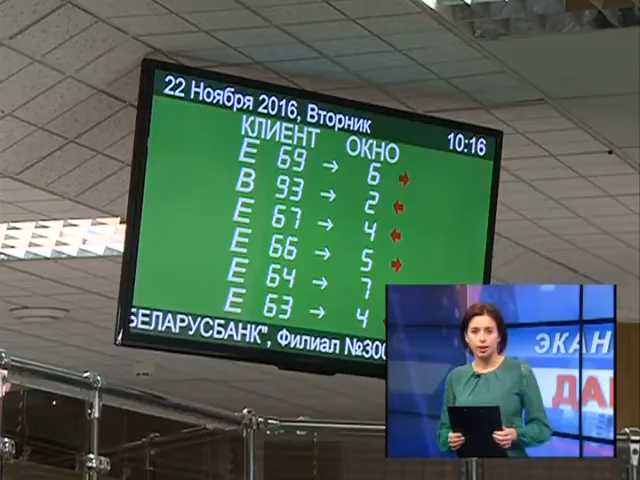 22 Ноября 2016, Вторник 10:16
КЛИЕНТ ОКНО
Е 69 → 6
В 93 → 2
Е 67 → 4
Е 66 → 5
Е 64 → 7
Е 63 → 4
БЕЛАРУСБАНК", Филиал №300
ЭКАН
ДА